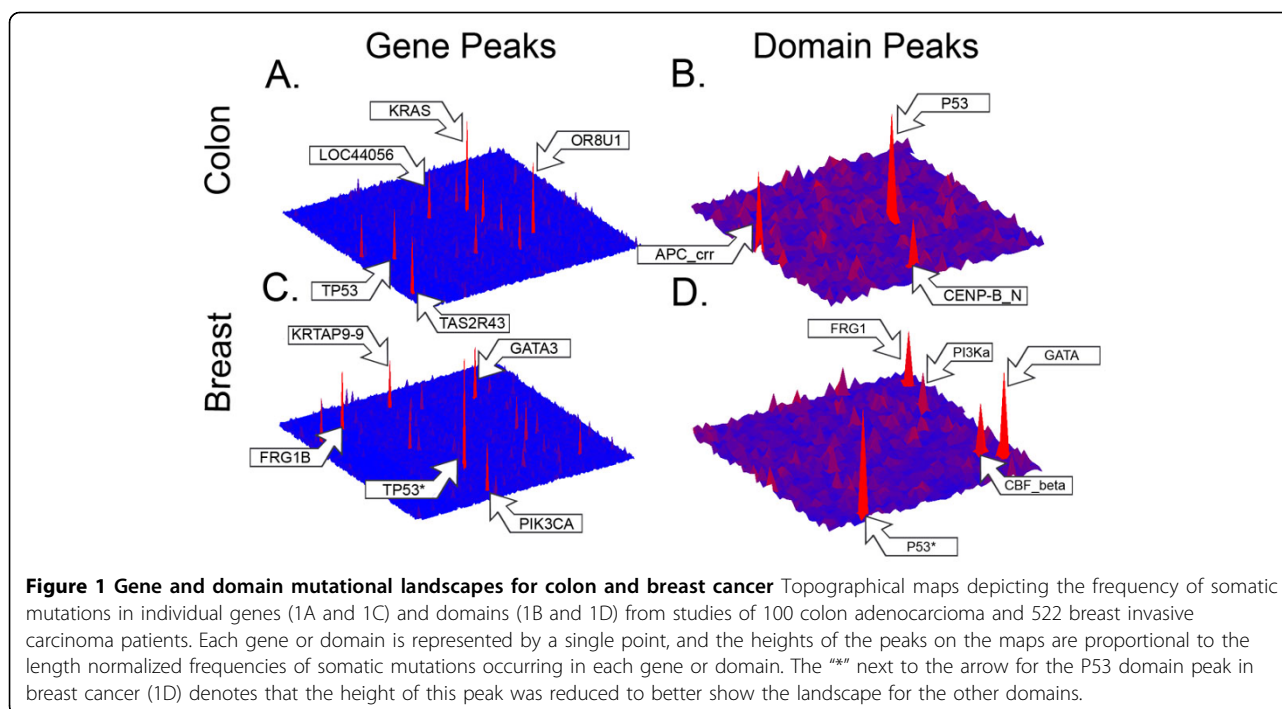 Gene Peaks
Domain Peaks
Colon
Breast
A.
KRAS
LOC44056
OR8U1
TP53
TAS2R43
B.
P53
APC_crr
CENP-B_N
C.
KRTAP9-9
GATA3
FRG1B
TP53*
PIK3CA
D.
FRG1
PI3Ka
GATA
CBF_beta
P53*
Figure 1 Gene and domain mutational landscapes for colon and breast cancer Topographical maps depicting the frequency of somatic
mutations in individual genes (1A and 1C) and domains (1B and 1D) from studies of 100 colon adenocarcioma and 522 breast invasive
carcinoma patients. Each gene or domain is represented by a single point, and the heights of the peaks on the maps are proportional to the
length normalized frequencies of somatic mutations occurring in each gene or domain. The “*” next to the arrow for the P53 domain peak in
breast cancer (1D) denotes that the height of this peak was reduced to better show the landscape for the other domains.